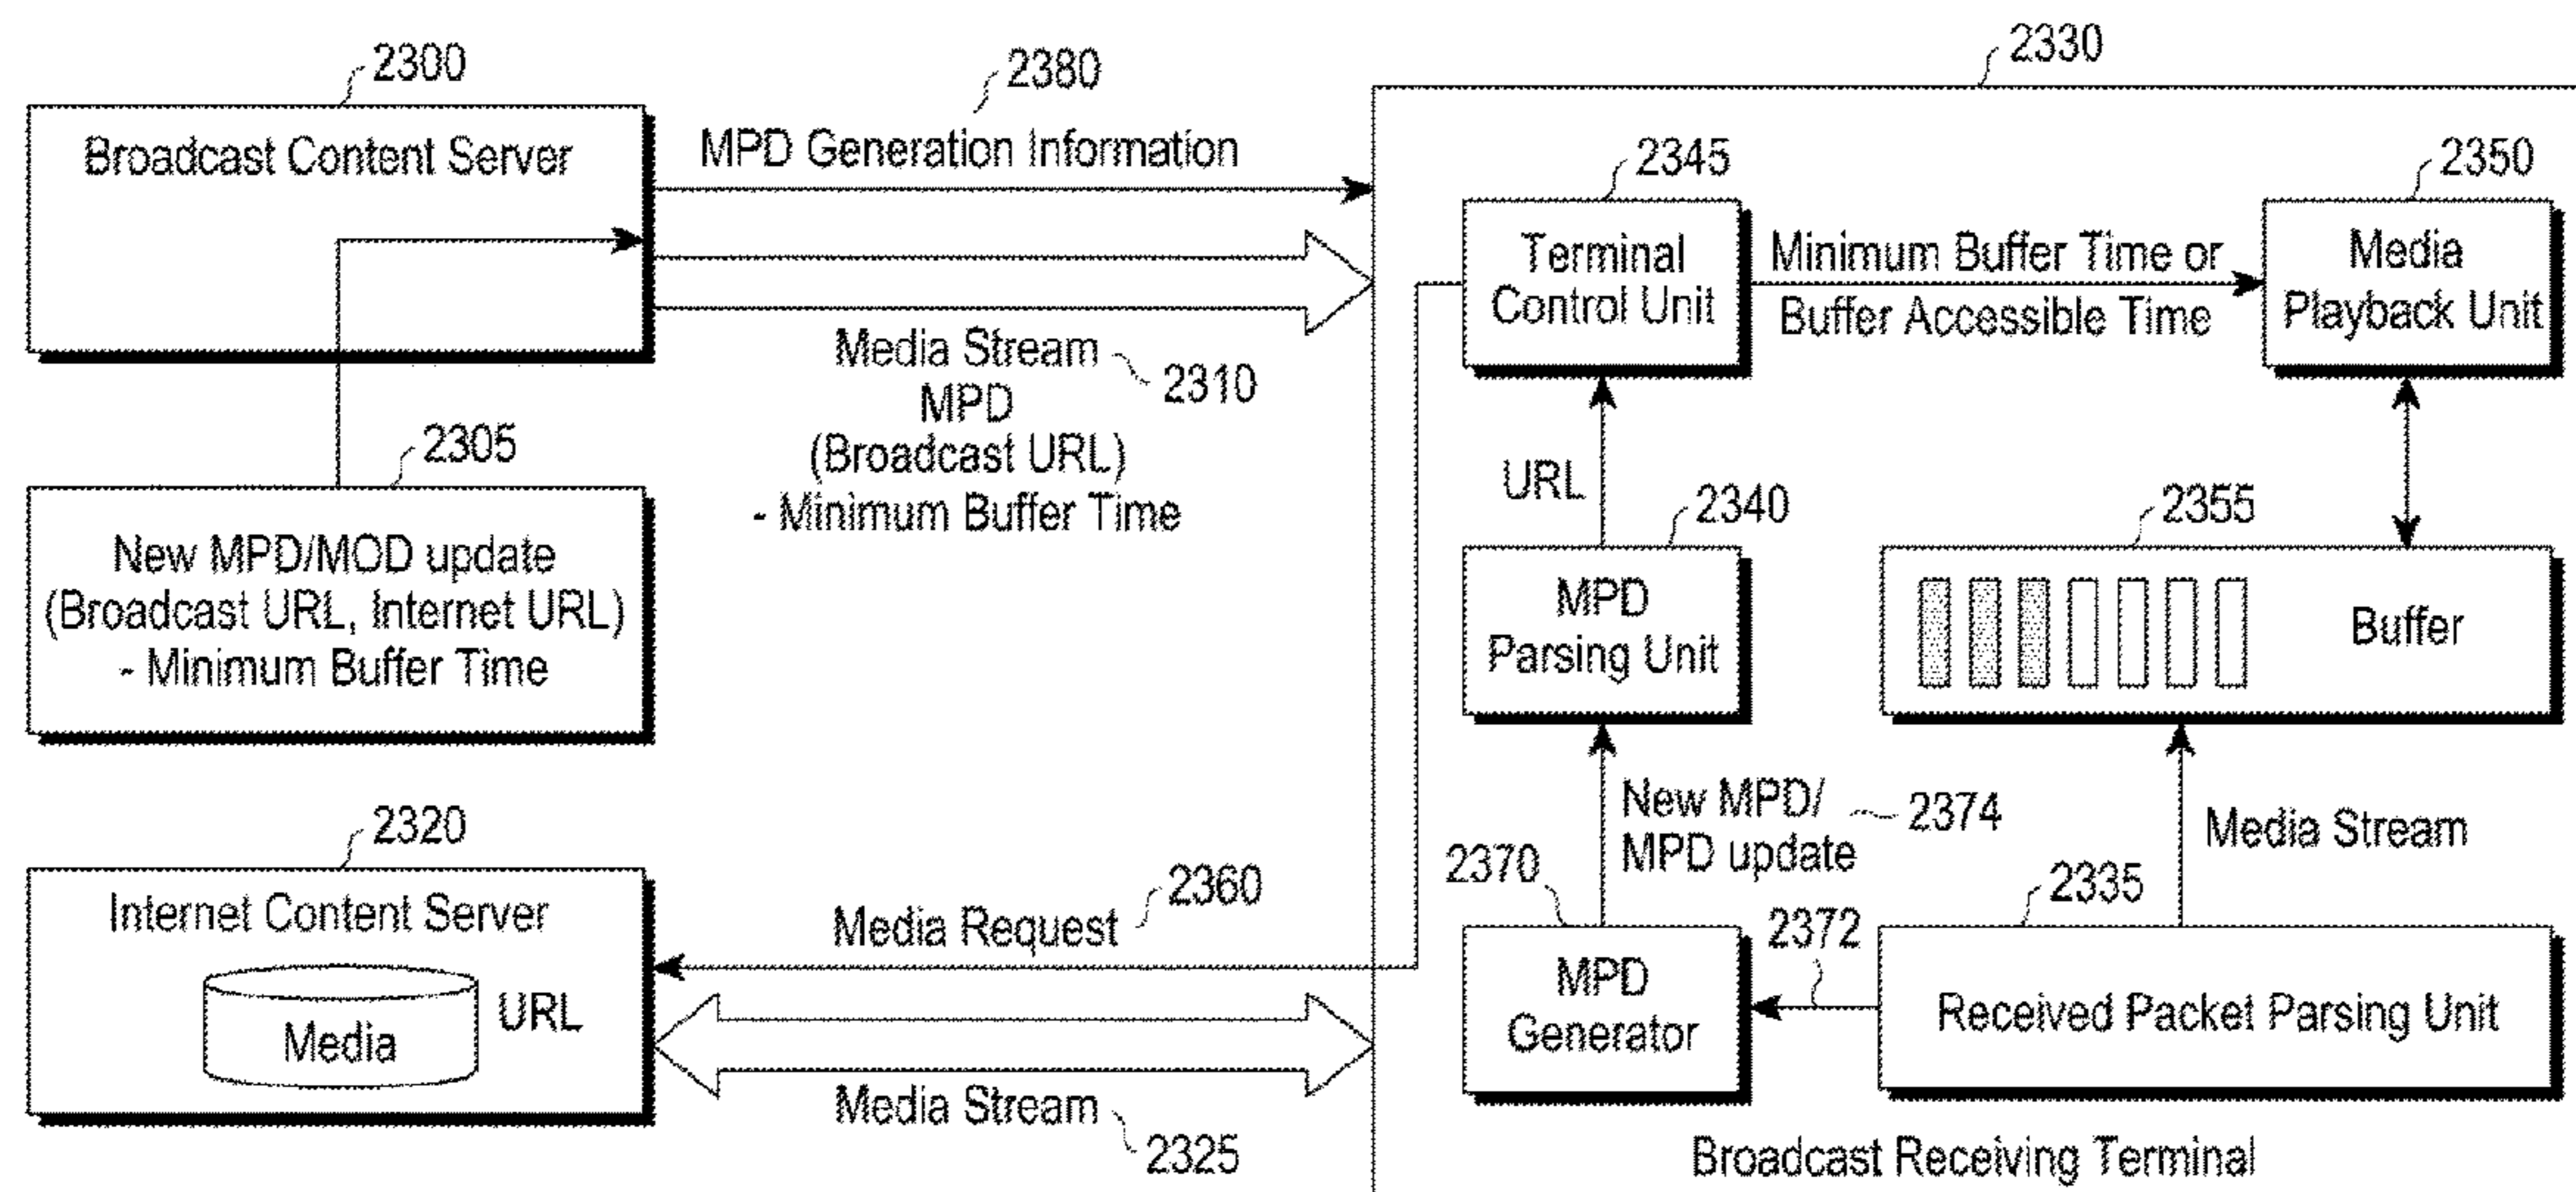 2300
Broadcast Content Server
2380
MPD Generation Information
Media Stream
2310
MPD
(Broadcast URL)
- Minimum Buffer Time
2305
New MPD/MOD update
(Broadcast URL, Internet URL)
- Minimum Buffer Time
2320
Internet Content Server
Media
URL
Media Request
2360
Media Stream
2325
2330
2345
Terminal
Control Unit
Minimum Buffer Time or
Buffer Accessible Time
2350
Media
Playback Unit
URL
2340
MPD
Parsing Unit
2355
Buffer
New MPD/
MPD update
2374
Media Stream
2370
MPD
Generator
2372
2335
Received Packet Parsing Unit
Broadcast Receiving Terminal